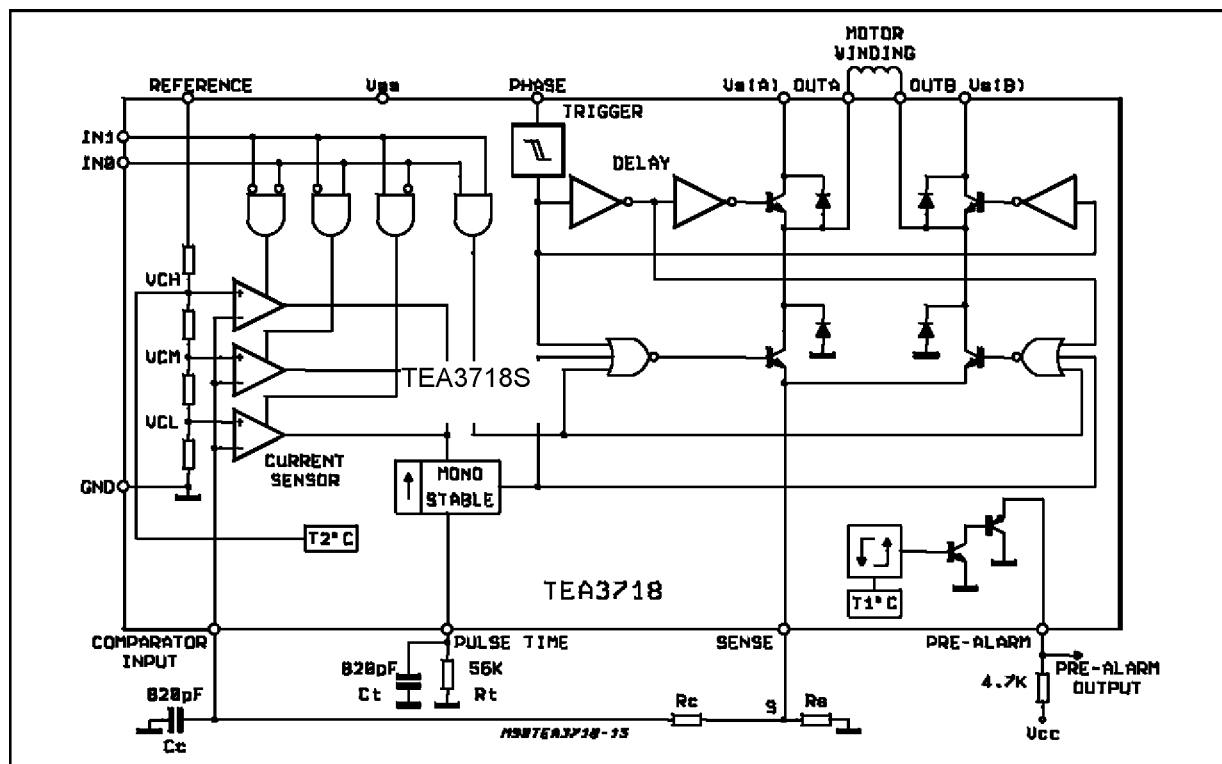 MOTOR
WINDING
REFERENCE
Vss
PHASE
Vs(A)
OUTA
OUTB
Vs(B)
TRIGGER
IN1
IN0
DELAY
VCH
VCM
TEA3718S
VCL
CURRENT
SENSOR
MONO
STABLE
GND
T2°C
TEA3718
T1°C
COMPARATOR
INPUT
PULSE TIME
SENSE
PRE-ALARM
820pF
Ct
56K
Rt
4.7K
PRE-ALARM
OUTPUT
820pF
Cc
Rc
S
Rs
Vcc
M90TEA3718-15